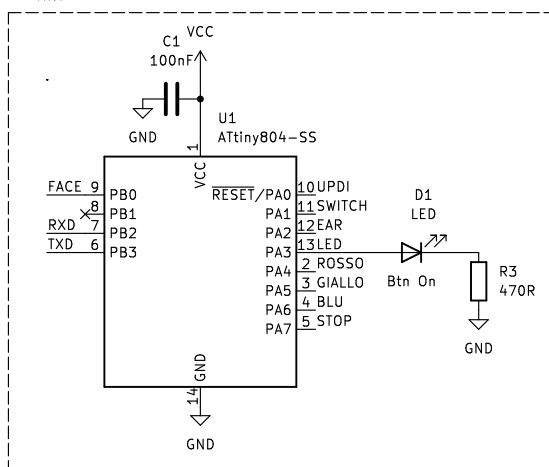 C1
100nF
VCC
GND
U1
ATtiny804-SS
1
VCC
FACE 9 PB0
8 PB1
RXD 7 PB2
TXD 6 PB3
RESET/PA0 10 UPDI
PA1 11 SWITCH
PA2 12 EAR
PA3 13 LED
PA4 2 ROSSO
PA5 3 GIALLO
PA6 4 BLU
PA7 5 STOP
D1
LED
Btn On
R3
470R
GND
GND
14
GND